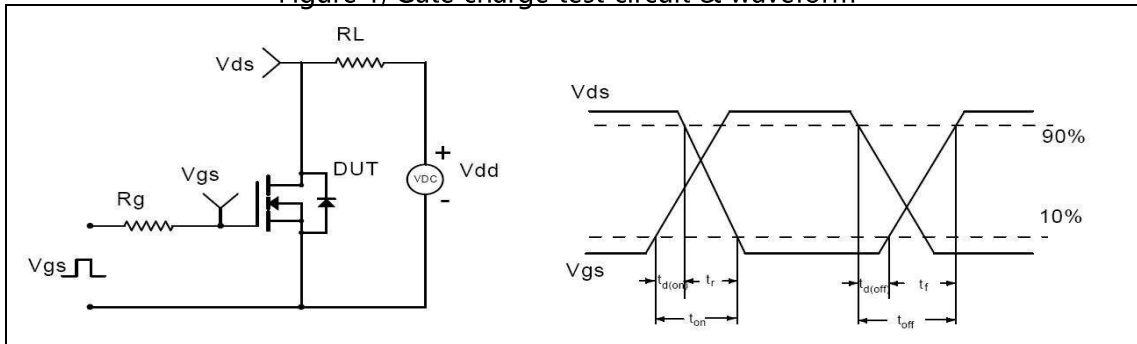 Figure 1, Gate charge test circuit & waveform
RL
Vds
Vgs
DUT
Rg
+
VDC
Vdd
-
Vgs
Vds
90%
10%
Vgs
td(on)
tr
td(off)
tf
ton
toff